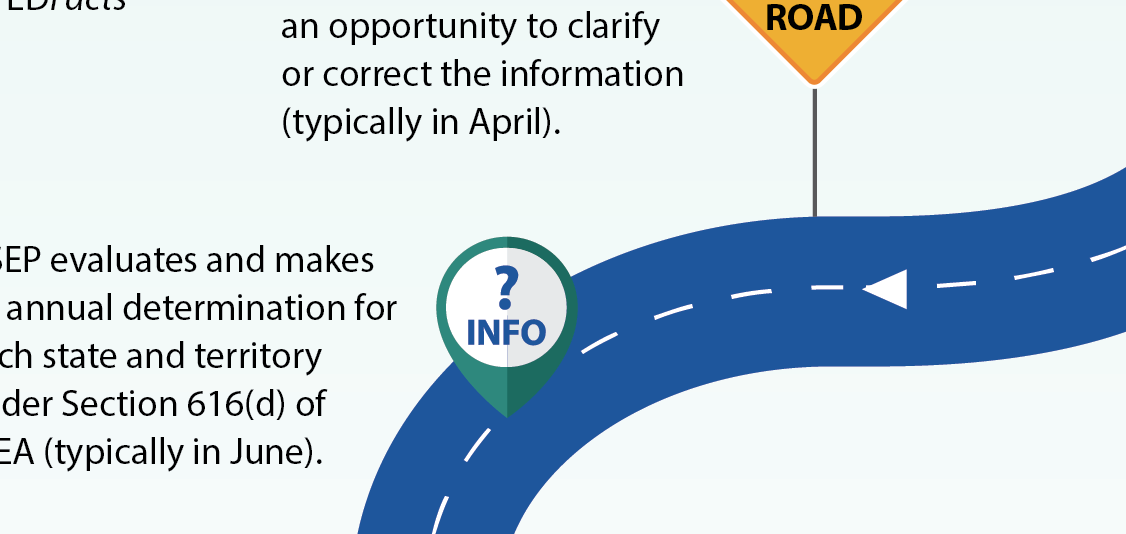 EDFacts
an opportunity to clarify
or correct the information
(typically in April).
ROAD
SEP evaluates and makes
annual determination for
ch state and territory
der Section 616(d) of
EA (typically in June).
?
INFO